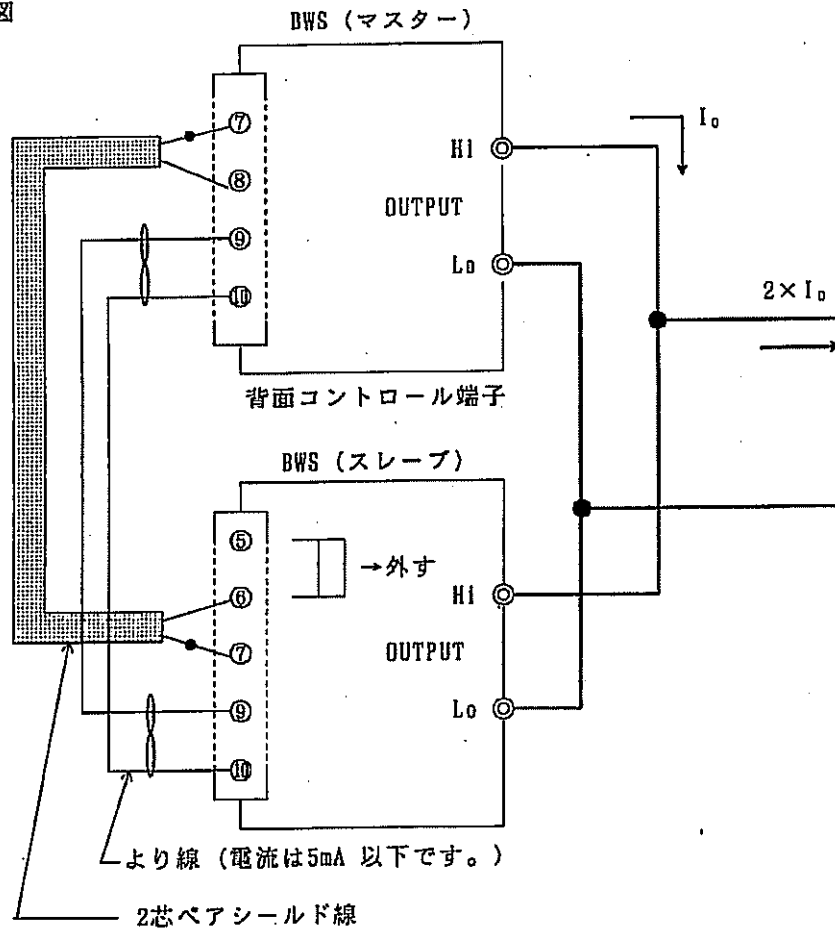 図
BWS (マスター)
⑦
⑧
⑨
⑩
Hi
OUTPUT
Lo
I₀
2×I₀
背面コントロール端子
BWS (スレーブ)
⑤
⑥
⑦
⑨
⑩
→外す
Hi
OUTPUT
Lo
より線 (電流は5mA 以下です。)
2芯ペアシールド線